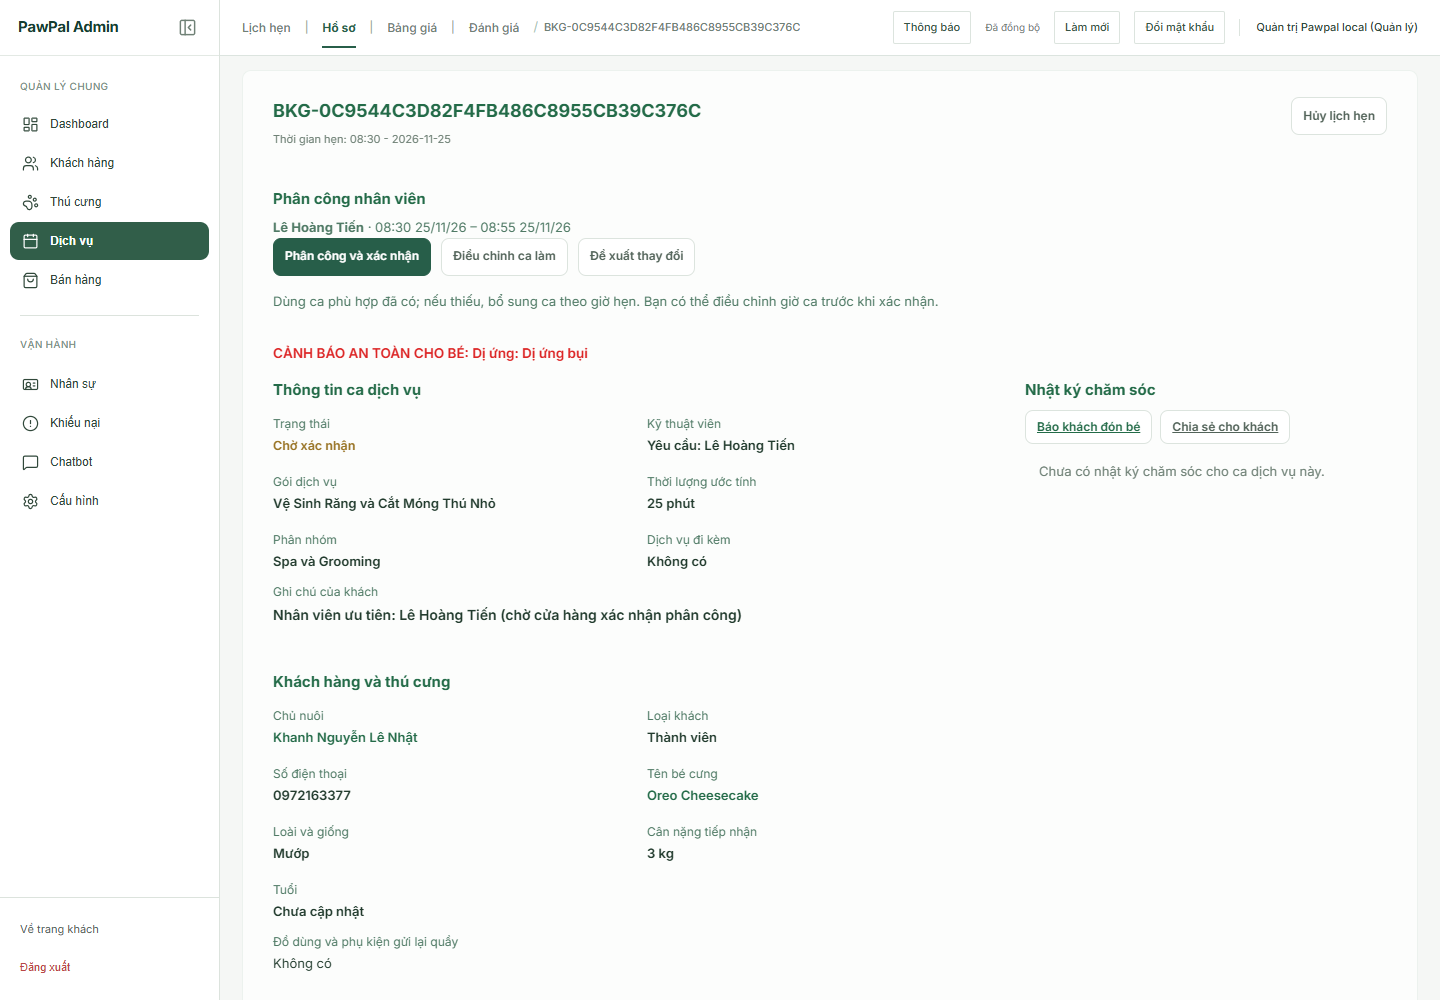 PawPal Admin
Lịch hẹn | Hồ sơ | Bảng giá | Đánh giá / BKG-0C9544C3D82F4FB486C8955CB39C376C
Thông báo
Đã đồng bộ
Làm mới
Đổi mật khẩu
Quản trị Pawpal local (Quản lý)
QUẢN LÝ CHUNG
Dashboard
Khách hàng
Thú cưng
Dịch vụ
Bán hàng
VẬN HÀNH
Nhân sự
Khiếu nại
Chatbot
Cấu hình
Về trang khách
Đăng xuất
BKG-0C9544C3D82F4FB486C8955CB39C376C
Thời gian hẹn: 08:30 - 2026-11-25
Hủy lịch hẹn
Phân công nhân viên
Lê Hoàng Tiến · 08:30 25/11/26 – 08:55 25/11/26
Phân công và xác nhận
Điều chỉnh ca làm
Đề xuất thay đổi
Dùng ca phù hợp đã có; nếu thiếu, bổ sung ca theo giờ hẹn. Bạn có thể điều chỉnh giờ ca trước khi xác nhận.
CẢNH BÁO AN TOÀN CHO BÉ: Dị ứng: Dị ứng bụi
Thông tin ca dịch vụ
Trạng thái
Chờ xác nhận
Kỹ thuật viên
Yêu cầu: Lê Hoàng Tiến
Gói dịch vụ
Vệ Sinh Răng và Cắt Móng Thú Nhỏ
Thời lượng ước tính
25 phút
Phân nhóm
Spa và Grooming
Dịch vụ đi kèm
Không có
Ghi chú của khách
Nhân viên ưu tiên: Lê Hoàng Tiến (chờ cửa hàng xác nhận phân công)
Nhật ký chăm sóc
Báo khách đón bé
Chia sẻ cho khách
Chưa có nhật ký chăm sóc cho ca dịch vụ này.
Khách hàng và thú cưng
Chủ nuôi
Khanh Nguyễn Lê Nhật
Loại khách
Thành viên
Số điện thoại
0972163377
Tên bé cưng
Oreo Cheesecake
Loài và giống
Mướp
Cân nặng tiếp nhận
3 kg
Tuổi
Chưa cập nhật
Đồ dùng và phụ kiện gửi lại quầy
Không có